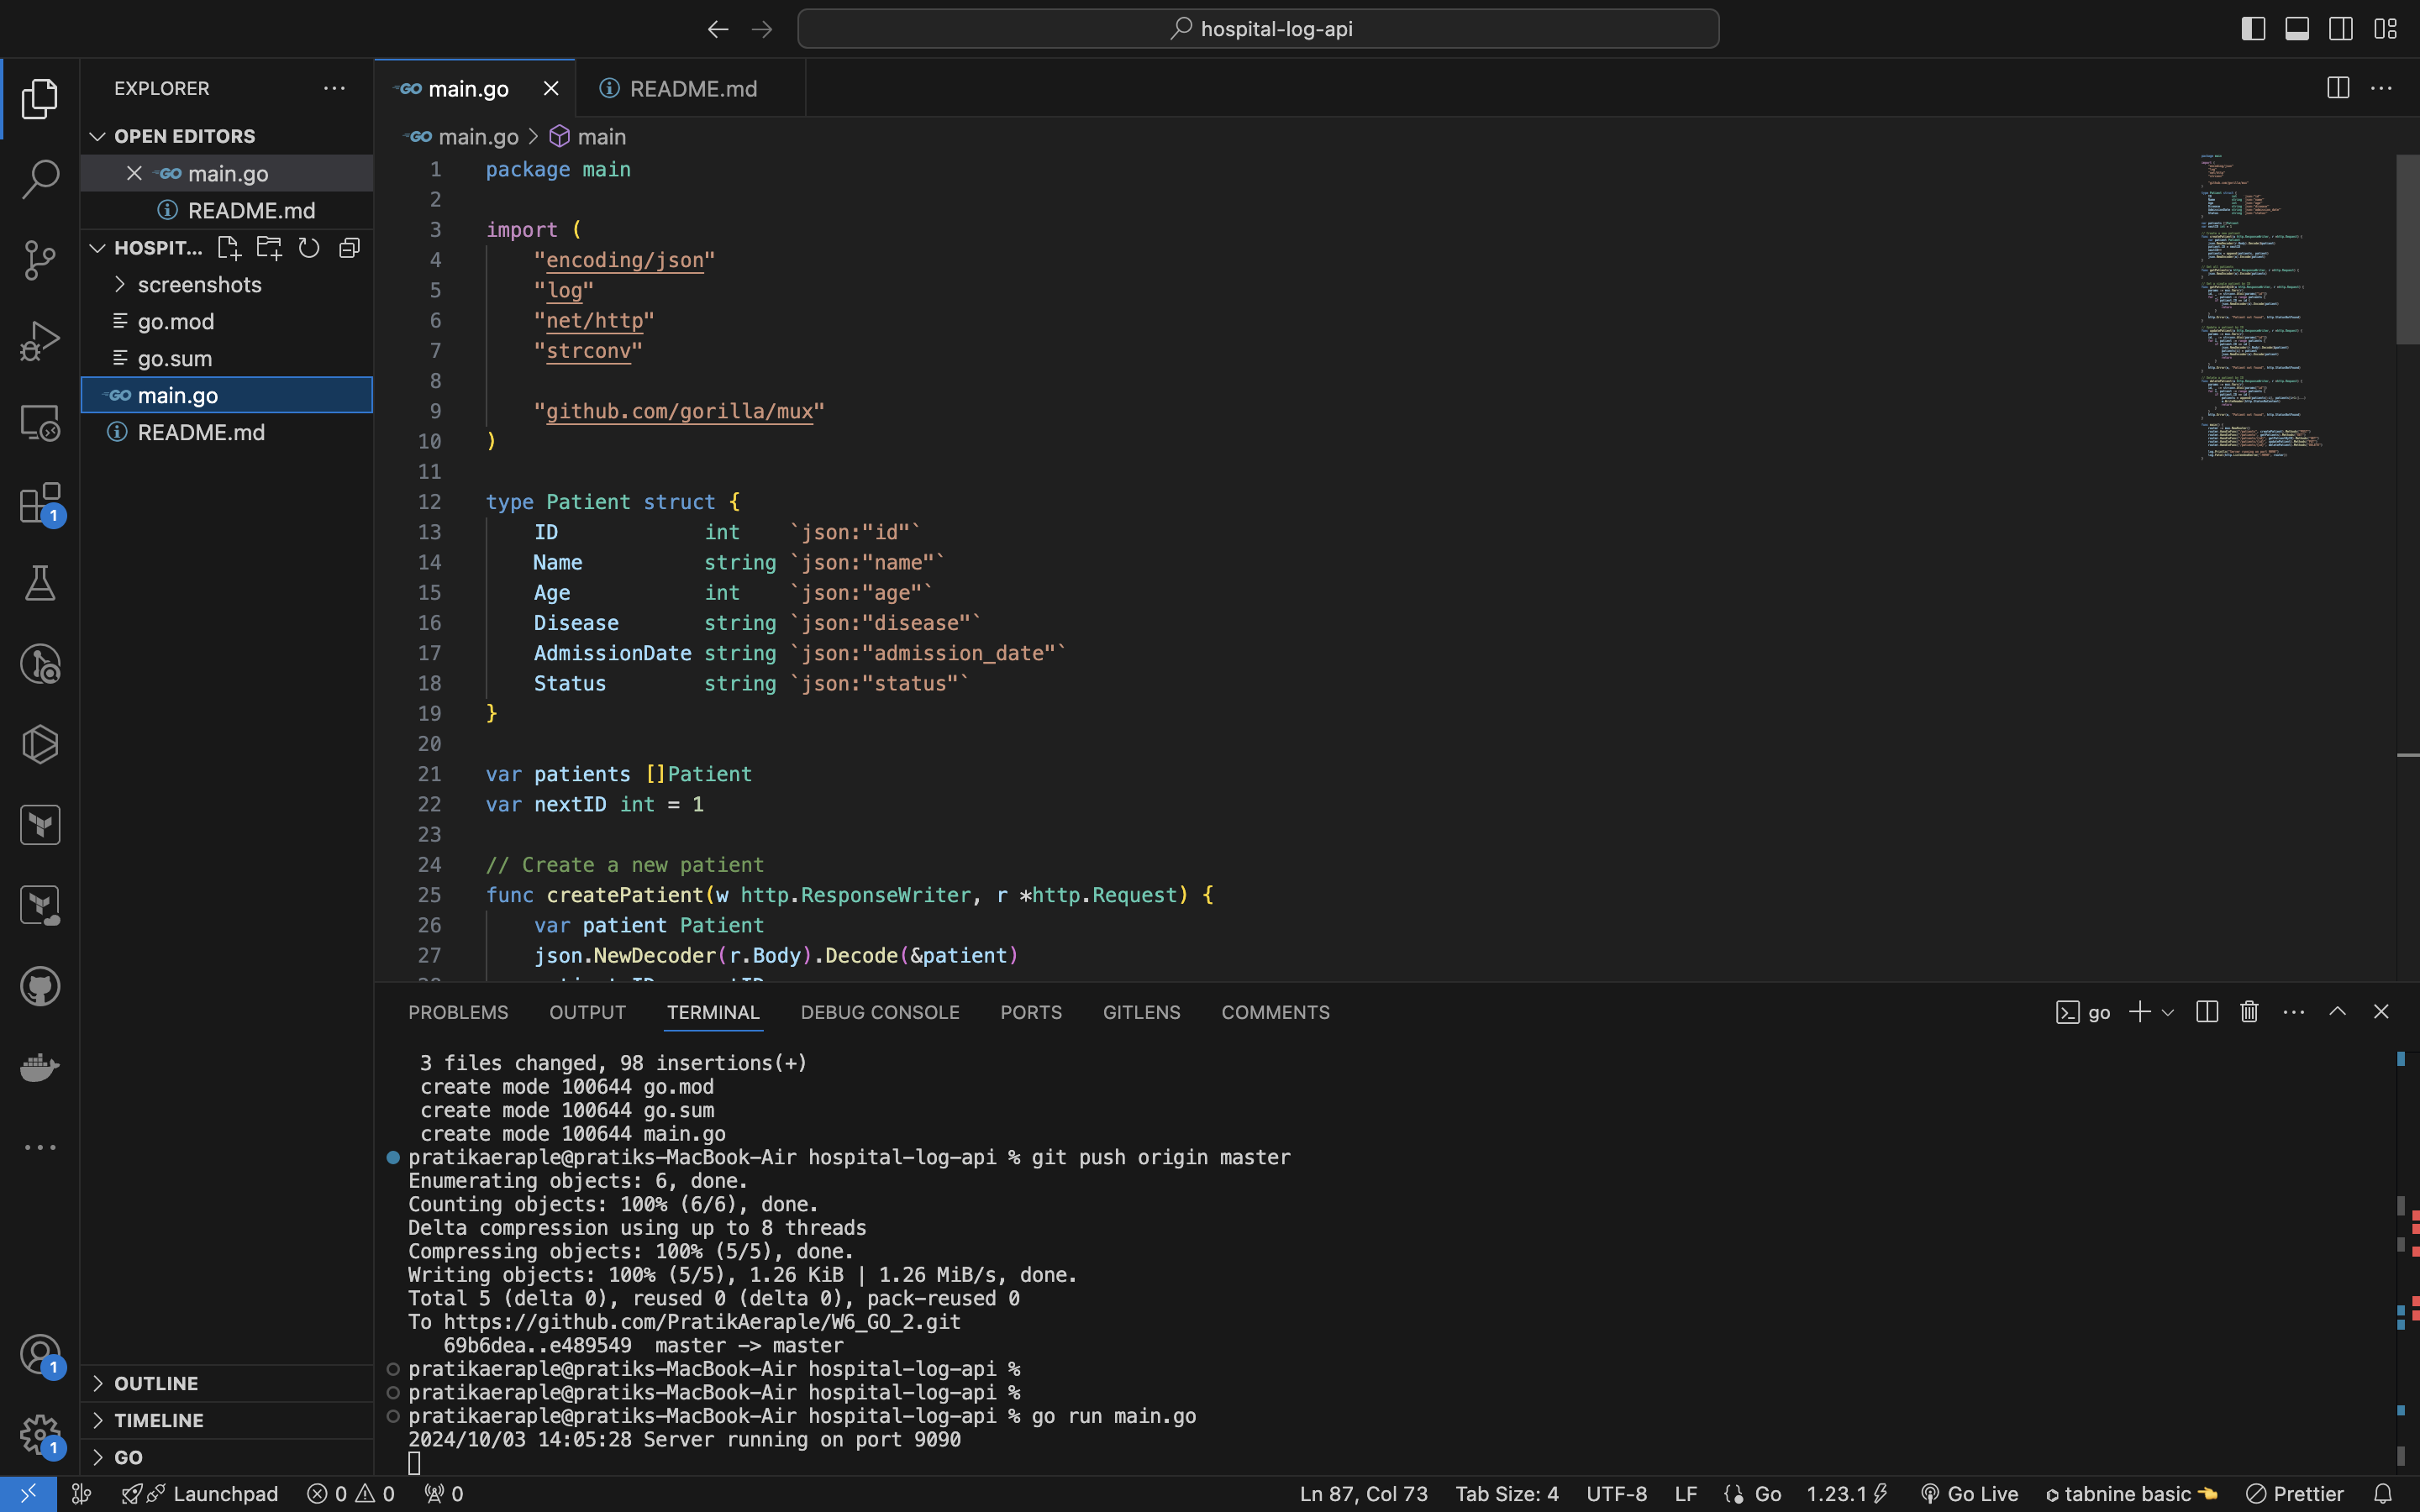 hospital-log-api
EXPLORER
OPEN EDITORS
main.go
README.md
HOSPIT...
screenshots
go.mod
go.sum
main.go
README.md
OUTLINE
TIMELINE
GO
main.go
README.md
main.go > main
1 package main
2
3 import (
4 "encoding/json"
5 "log"
6 "net/http"
7 "strconv"
8
9 "github.com/gorilla/mux"
10 )
11
12 type Patient struct {
13 ID int `json:"id"`
14 Name string `json:"name"`
15 Age int `json:"age"`
16 Disease string `json:"disease"`
17 AdmissionDate string `json:"admission_date"`
18 Status string `json:"status"`
19 }
20
21 var patients []Patient
22 var nextID int = 1
23
24 // Create a new patient
25 func createPatient(w http.ResponseWriter, r *http.Request) {
26 var patient Patient
27 json.NewDecoder(r.Body).Decode(&patient)
PROBLEMS OUTPUT TERMINAL DEBUG CONSOLE PORTS GITLENS COMMENTS
go
3 files changed, 98 insertions(+)
create mode 100644 go.mod
create mode 100644 go.sum
create mode 100644 main.go
pratikaeraple@pratiks-MacBook-Air hospital-log-api % git push origin master
Enumerating objects: 6, done.
Counting objects: 100% (6/6), done.
Delta compression using up to 8 threads
Compressing objects: 100% (5/5), done.
Writing objects: 100% (5/5), 1.26 KiB | 1.26 MiB/s, done.
Total 5 (delta 0), reused 0 (delta 0), pack-reused 0
To https://github.com/PratikAeraple/W6_GO_2.git
69b6dea..e489549 master -> master
pratikaeraple@pratiks-MacBook-Air hospital-log-api %
pratikaeraple@pratiks-MacBook-Air hospital-log-api %
pratikaeraple@pratiks-MacBook-Air hospital-log-api % go run main.go
2024/10/03 14:05:28 Server running on port 9090
1
1
1
Launchpad 0 0 0 Ln 87, Col 73 Tab Size: 4 UTF-8 LF Go 1.23.1 Go Live tabnine basic Prettier